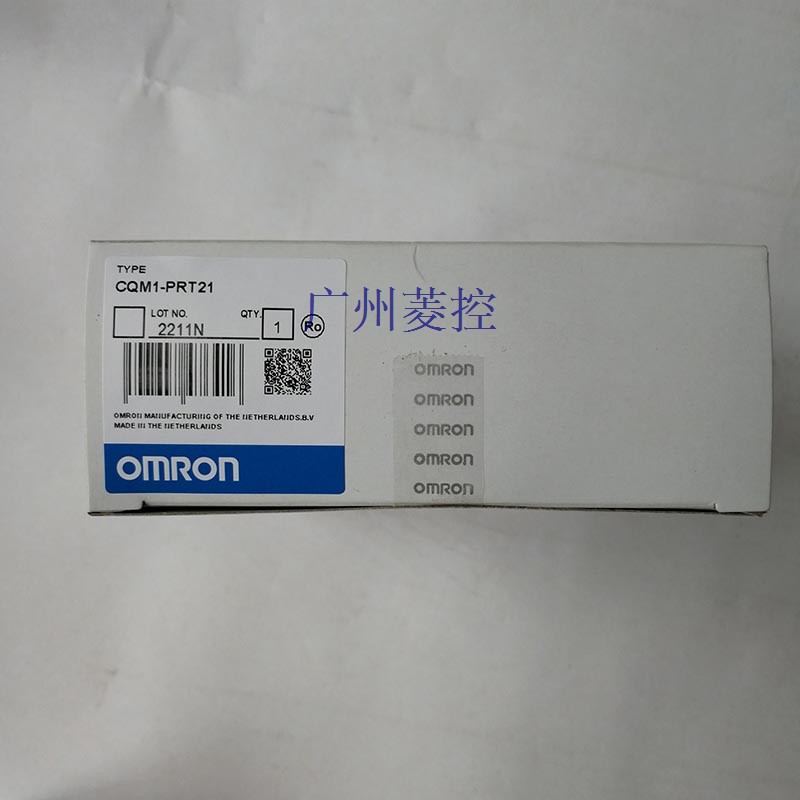 TYPE
CQM1-PRT21
LOT NO. QTY.
2211N 1 Ro
广州菱控
OMRON MANUFACTURING OF THE NETHERLANDS.B.V
MADE IN THE NETHERLANDS
OMRON
OMRON
OMRON
OMRON
OMRON
OMRON